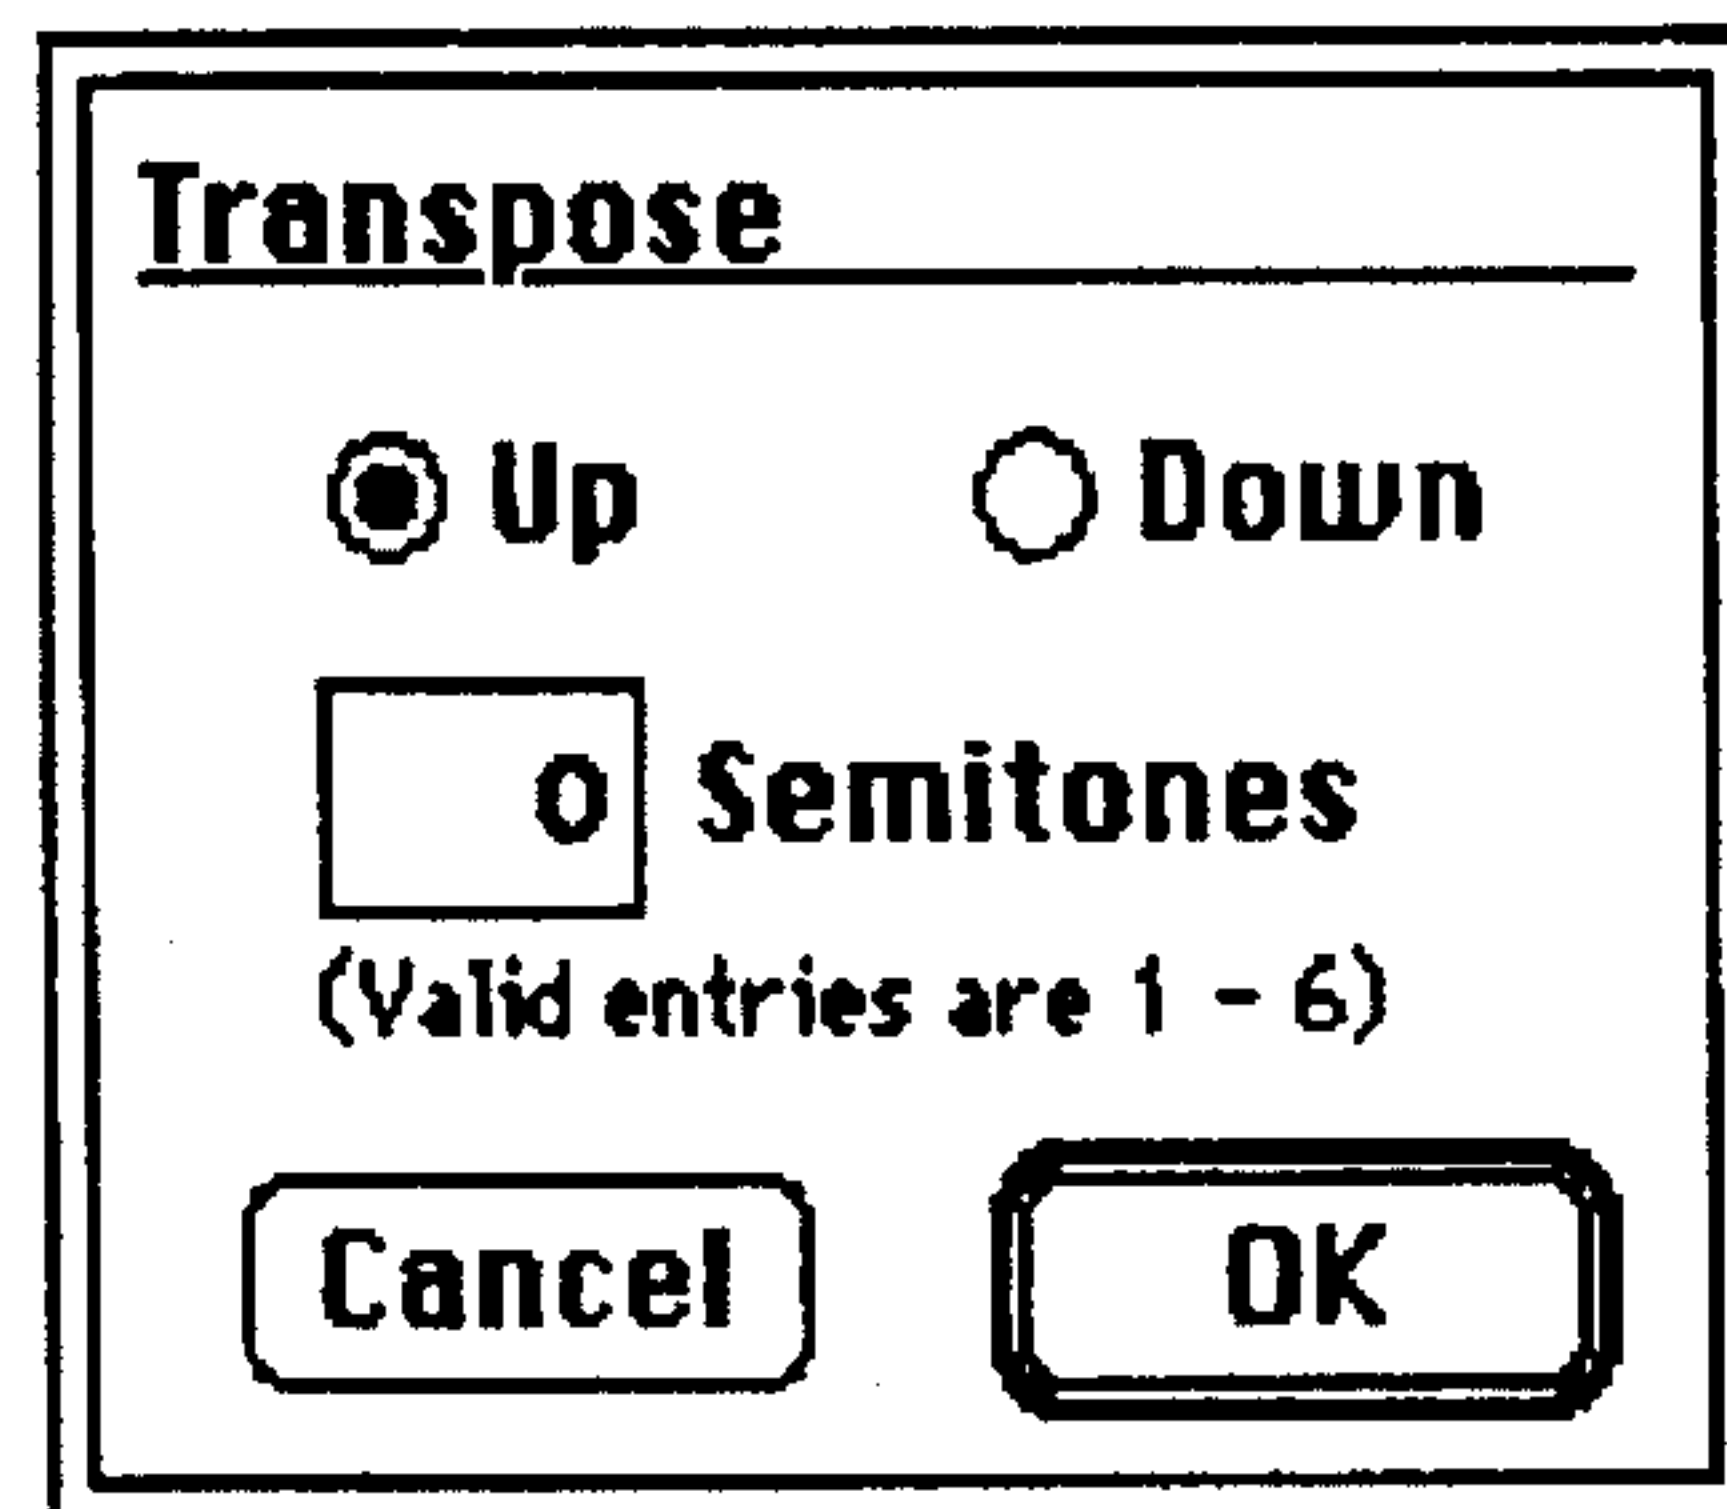 Transpose
Up Down
0 Semitones
(Valid entries are 1 - 6)
Cancel OK